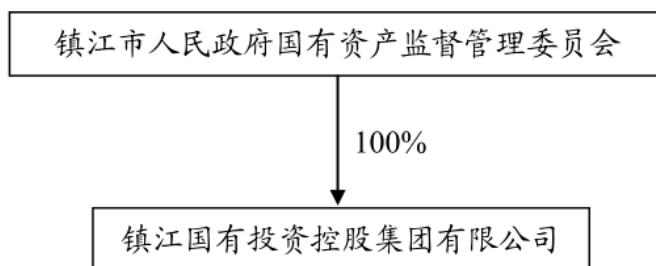 镇江市人民政府国有资产监督管理委员会
100%
镇江国有投资控股集团有限公司